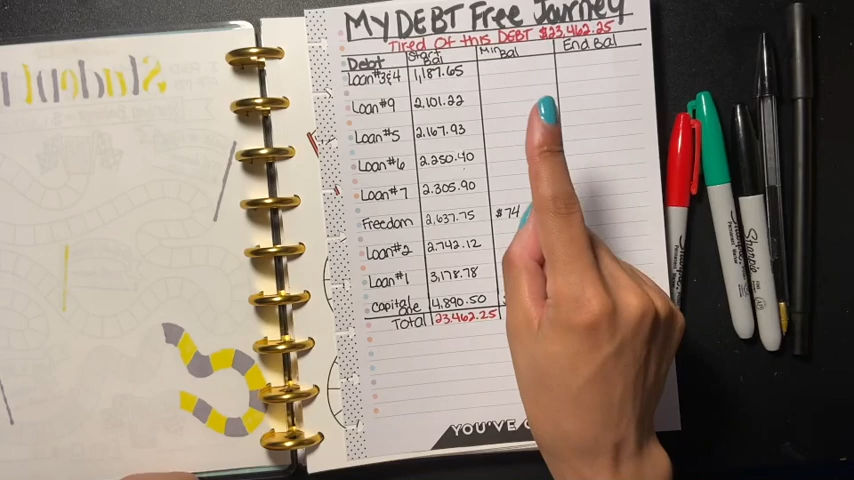 MY DEBT Free Journey
Tired Of this DEBT $23,462.25
Debt Start Bal Min Bal End Bal
Loan#3&4 1,187.65
Loan#9 2,101.22
Loan#5 2,167.93
Loan#6 2,250.40
Loan#7 2,305.90
Freedom 2,637.75 $74
Loan#2 2,742.12
Loan#1 3,178.78
Capital One 4,890.50
Total 23,462.25
YOU'VE
Student